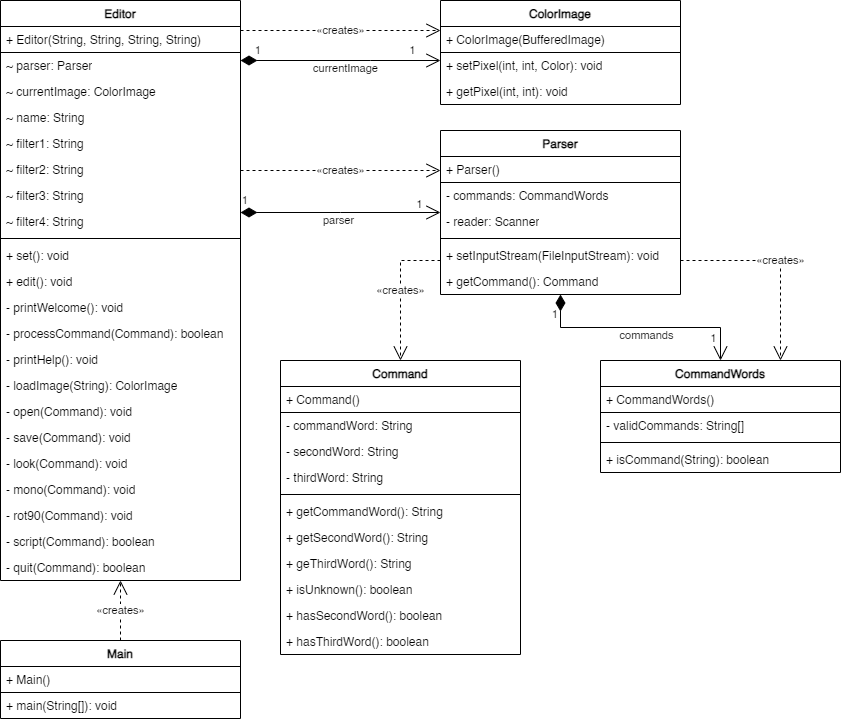 Editor
+ Editor(String, String, String, String)
~ parser: Parser
~ currentImage: ColorImage
~ name: String
~ filter1: String
~ filter2: String
~ filter3: String
~ filter4: String
+ set(): void
+ edit(): void
- printWelcome(): void
- processCommand(Command): boolean
- printHelp(): void
- loadImage(String): ColorImage
- open(Command): void
- save(Command): void
- look(Command): void
- mono(Command): void
- rot90(Command): void
- script(Command): boolean
- quit(Command): boolean
«creates»
1
1
currentImage
ColorImage
+ ColorImage(BufferedImage)
+ setPixel(int, int, Color): void
+ getPixel(int, int): void
«creates»
1
1
parser
Parser
+ Parser()
- commands: CommandWords
- reader: Scanner
+ setInputStream(FileInputStream): void
+ getCommand(): Command
«creates»
«creates»
1
commands
1
Command
+ Command()
- commandWord: String
- secondWord: String
- thirdWord: String
+ getCommandWord(): String
+ getSecondWord(): String
+ geThirdWord(): String
+ isUnknown(): boolean
+ hasSecondWord(): boolean
+ hasThirdWord(): boolean
CommandWords
+ CommandWords()
- validCommands: String[]
+ isCommand(String): boolean
«creates»
Main
+ Main()
+ main(String[]): void